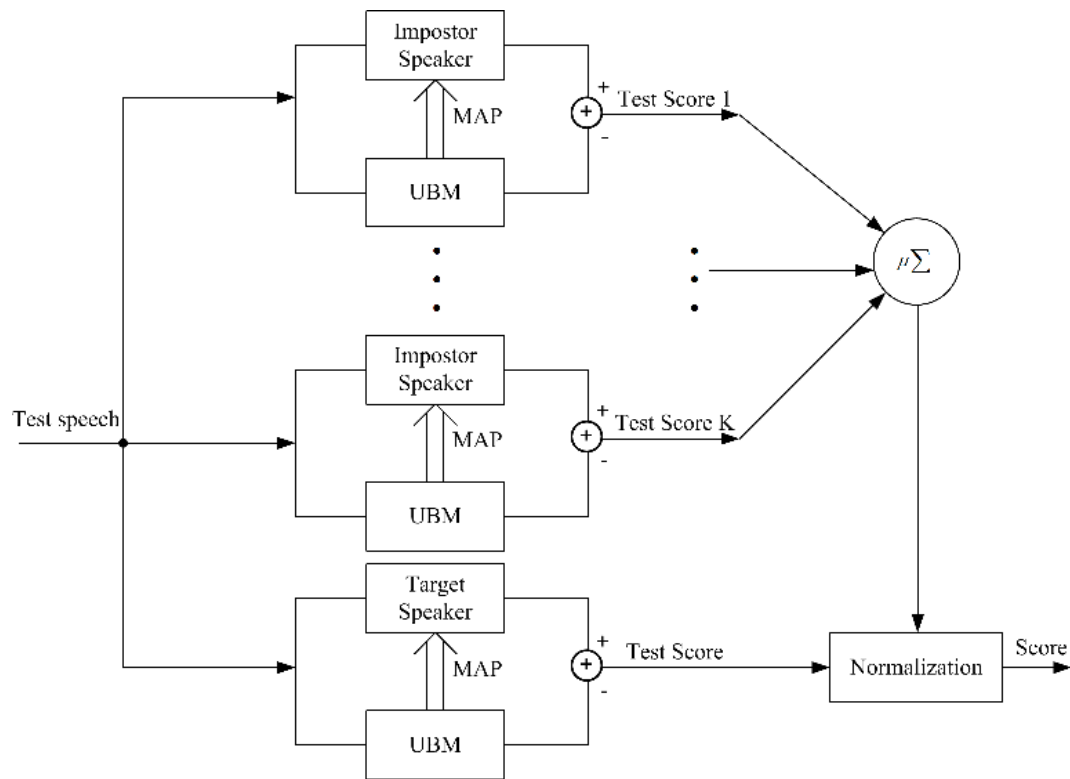 Impostor
Speaker
+
Test Score 1
MAP
+
-
UBM
μ∑
Impostor
Speaker
+
Test Score K
Test speech
MAP
+
-
UBM
Target
Speaker
+
Test Score
Score
MAP
+
Normalization
-
UBM